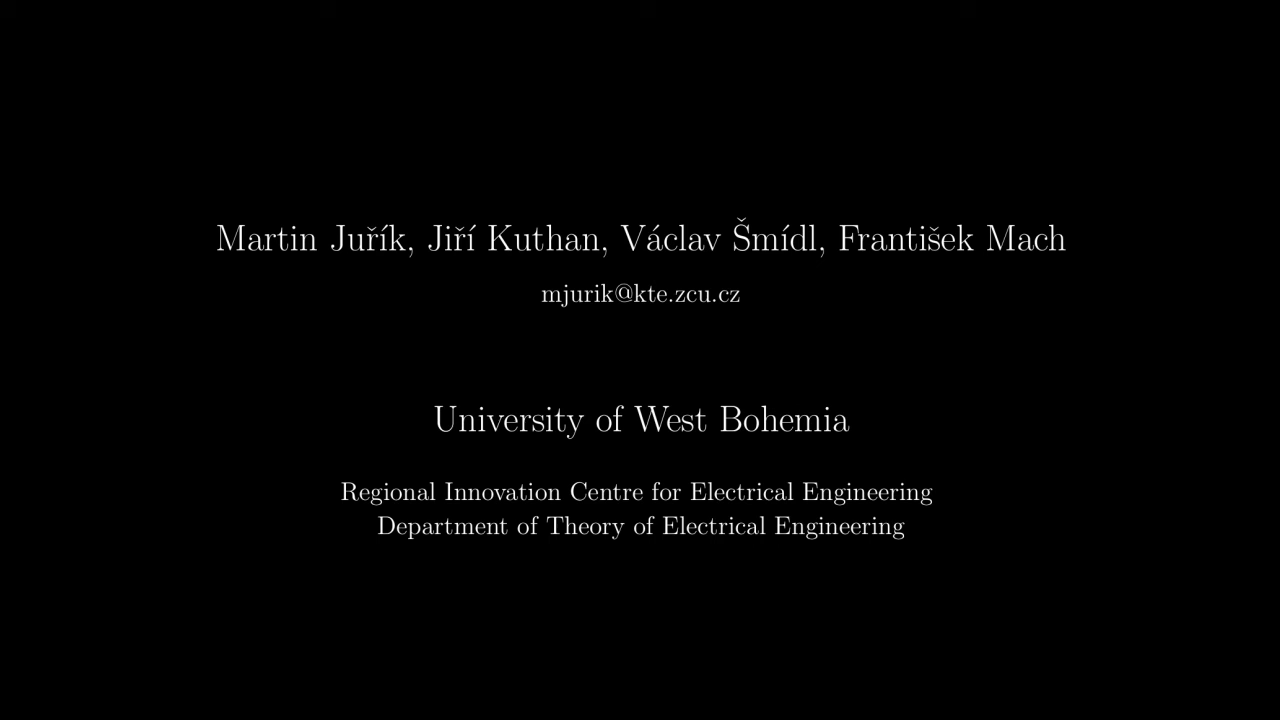 Martin Juřík, Jiří Kuthan, Václav Šmídl, František Mach
mjurik@kte.zcu.cz
University of West Bohemia
Regional Innovation Centre for Electrical Engineering
Department of Theory of Electrical Engineering